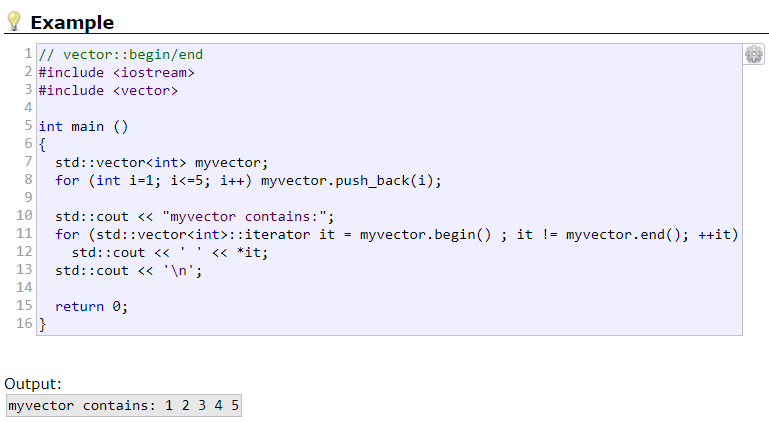 Example
1 // vector::begin/end
2 #include <iostream>
3 #include <vector>
4
5 int main ()
6 {
7   std::vector<int> myvector;
8   for (int i=1; i<=5; i++) myvector.push_back(i);
9
10   std::cout << "myvector contains:";
11   for (std::vector<int>::iterator it = myvector.begin() ; it != myvector.end(); ++it)
12     std::cout << ' ' << *it;
13   std::cout << '\n';
14
15   return 0;
16 }
Output:
myvector contains: 1 2 3 4 5